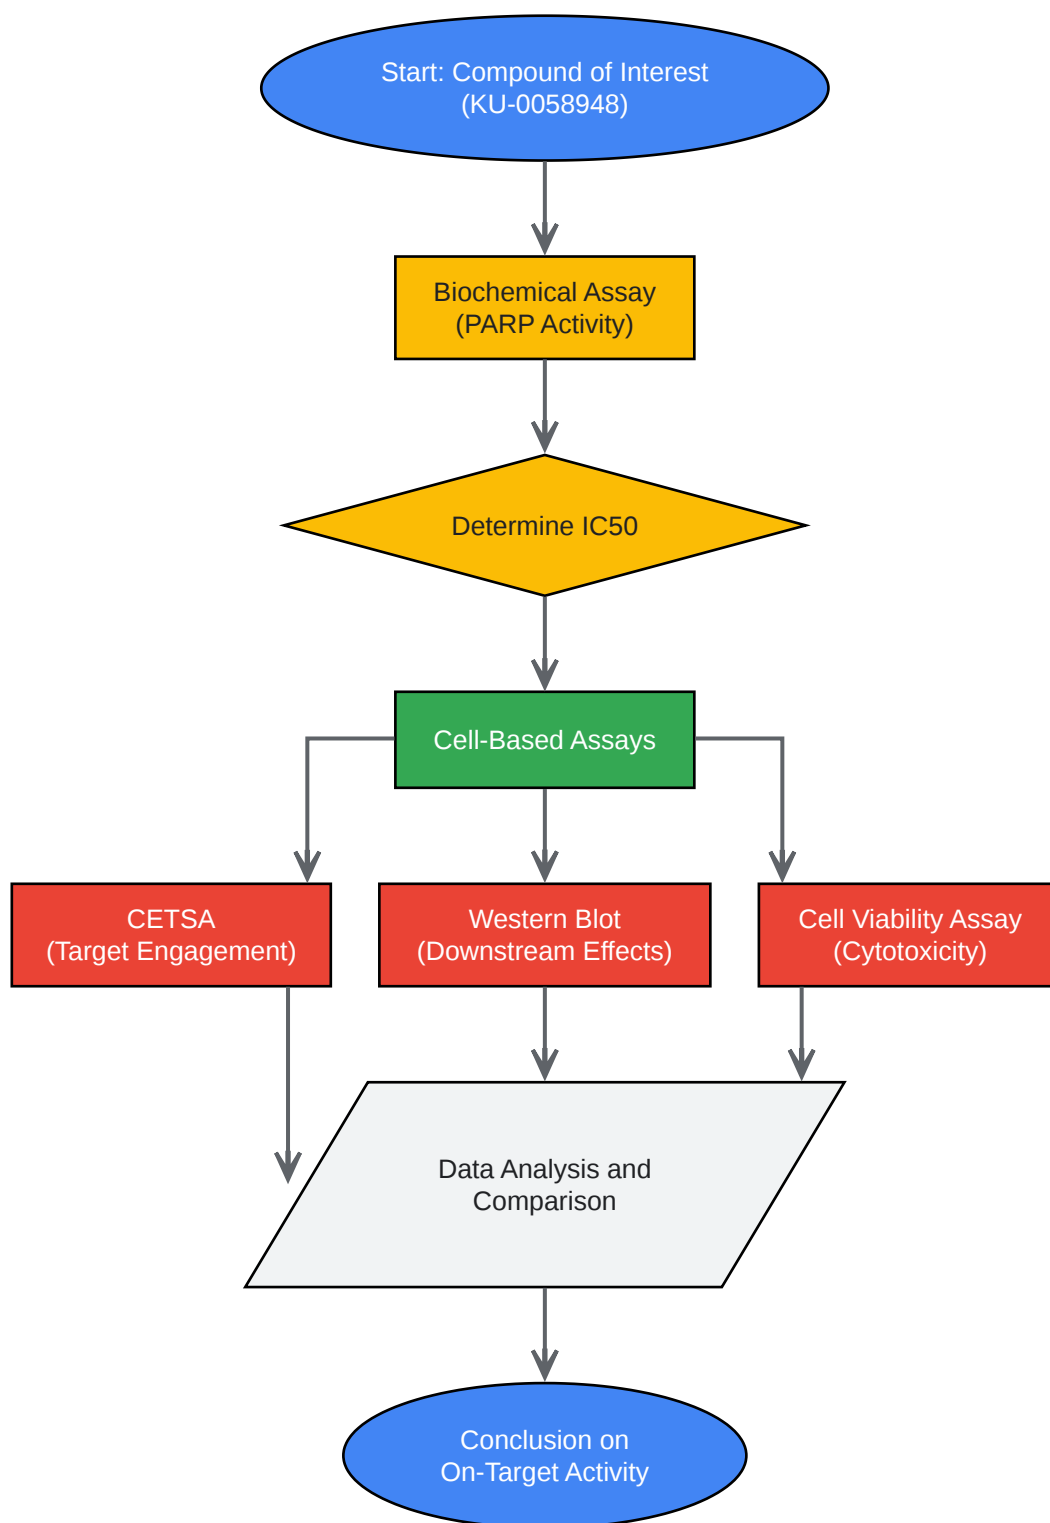 Start: Compound of Interest
(KU-0058948)
Biochemical Assay
(PARP Activity)
Determine IC50
Cell-Based Assays
CETSA
(Target Engagement)
Western Blot
(Downstream Effects)
Cell Viability Assay
(Cytotoxicity)
Data Analysis and
Comparison
Conclusion on
On-Target Activity